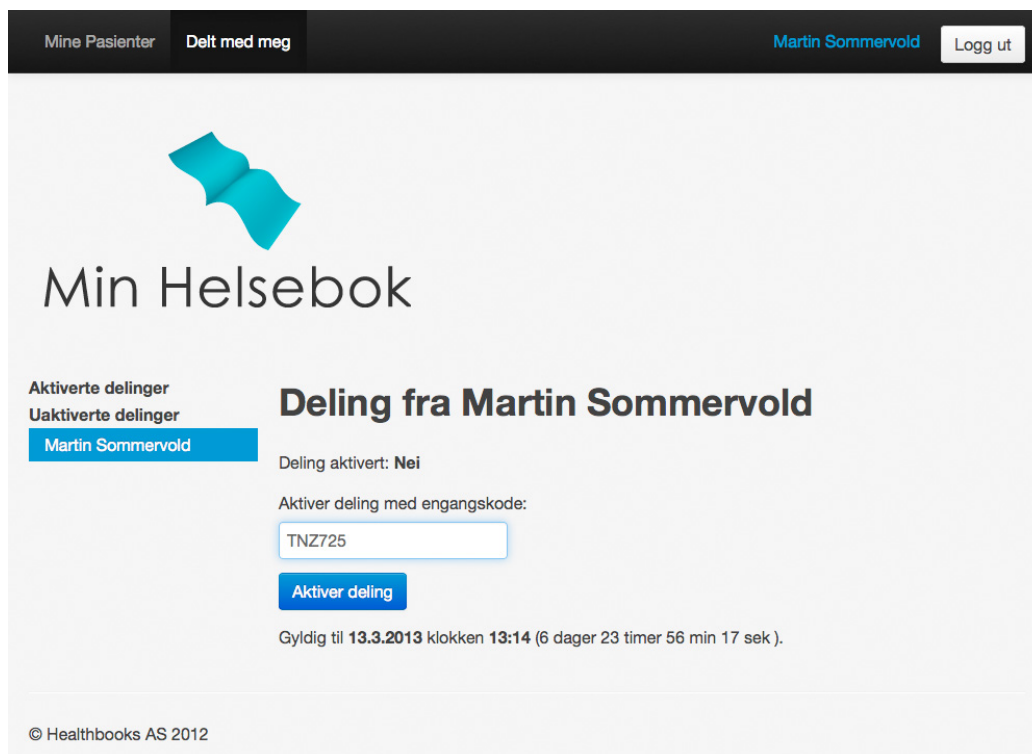 Mine Pasienter Delt med meg Martin Sommervold Logg ut
Min Helsebok
Aktiverte delinger
Uaktiverte delinger
Martin Sommervold
Deling fra Martin Sommervold
Deling aktivert: Nei
Aktiver deling med engangskode:
TNZ725
Aktiver deling
Gyldig til 13.3.2013 klokken 13:14 (6 dager 23 timer 56 min 17 sek ).
© Healthbooks AS 2012